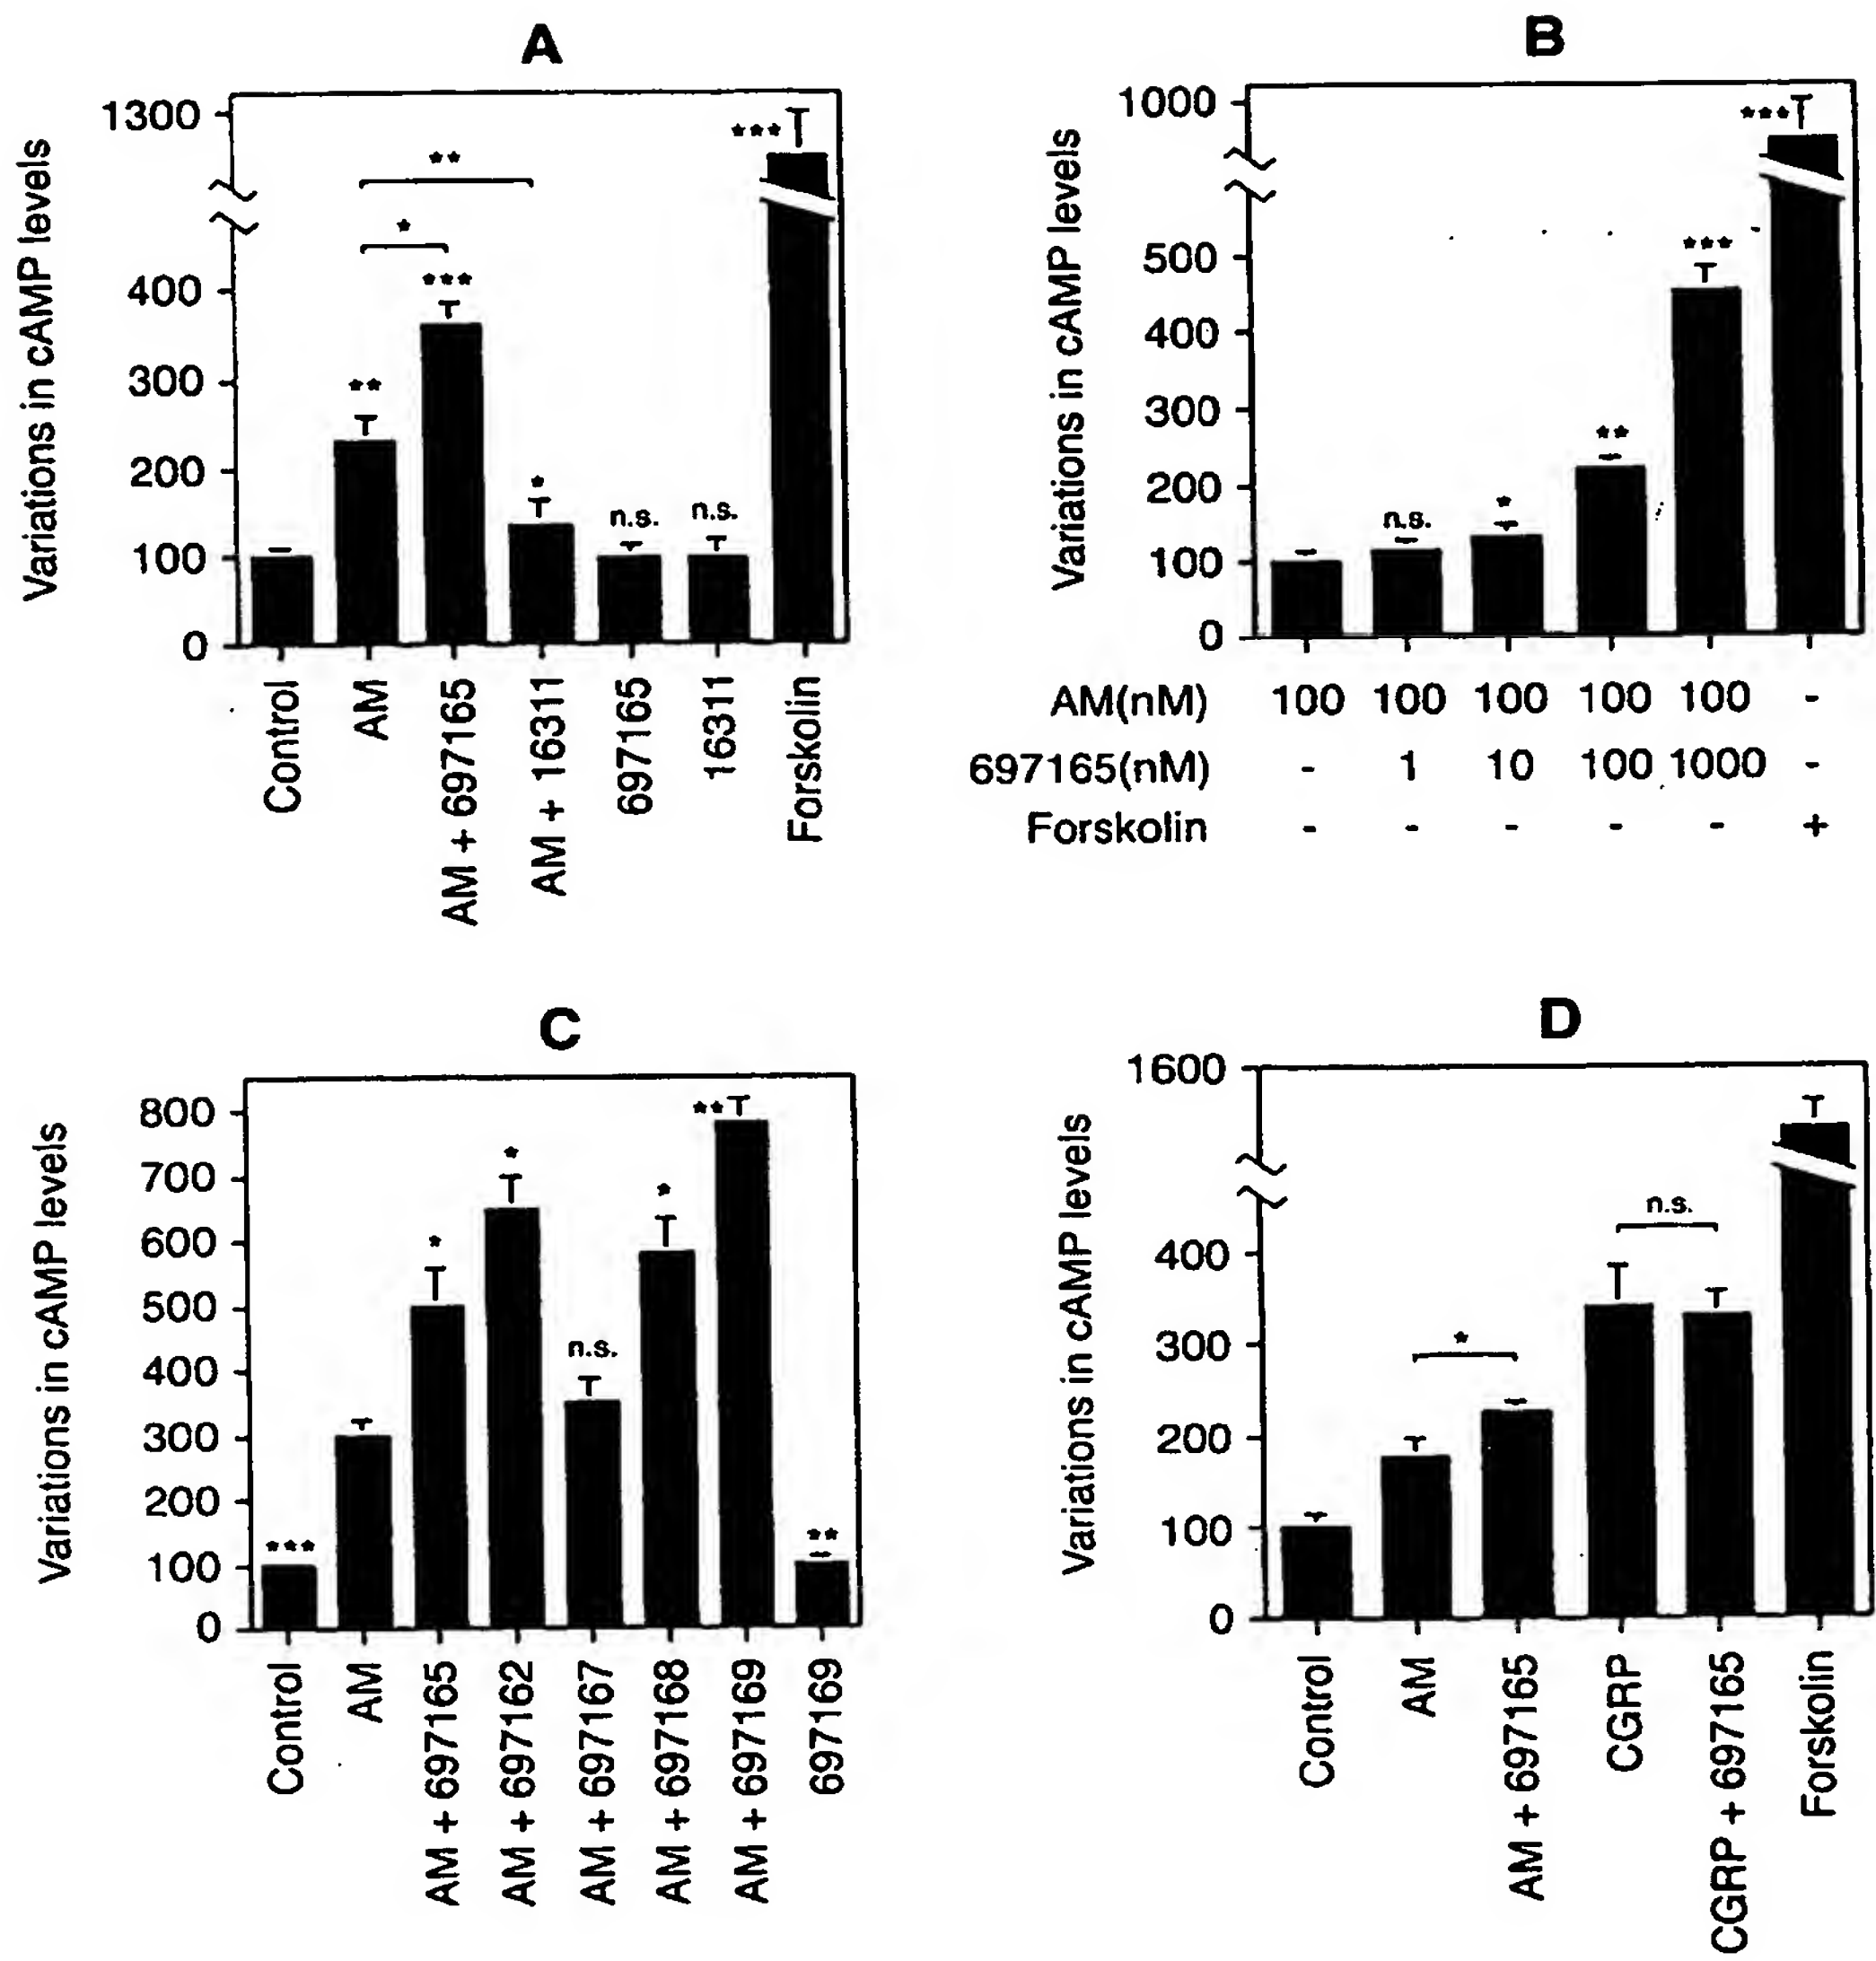 A
Variations in cAMP levels
1300
400
300
200
100
0
**
*
***
**
*
n.s.
n.s.
***
Control
AM
AM + 697165
AM + 16311
697165
16311
Forskolin
B
Variations in cAMP levels
1000
500
400
300
200
100
0
n.s.
*
**
***
***
AM(nM) 100 100 100 100 100 -
697165(nM) - 1 10 100 1000 -
Forskolin - - - - - +
C
Variations in cAMP levels
800
700
600
500
400
300
200
100
0
***
*
*
n.s.
*
**
**
Control
AM
AM + 697165
AM + 697162
AM + 697167
AM + 697168
AM + 697169
697169
D
Variations in cAMP levels
1600
400
300
200
100
0
*
n.s.
Control
AM
AM + 697165
CGRP
CGRP + 697165
Forskolin